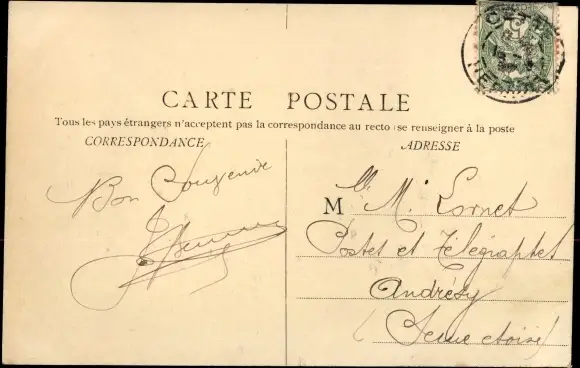 CARTE POSTALE
Tous les pays étrangers n'acceptent pas la correspondance au recto (se renseigner à la poste
CORRESPONDANCE
ADRESSE
Bon Souvenir
M M. Lornet
Postes et Télégraphes
Andrésy
(Seine et oise)